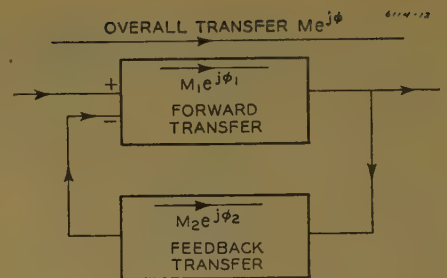 OVERALL TRANSFER Me^jφ
+
M₁e^jφ₁
−
FORWARD
TRANSFER
M₂e^jφ₂
FEEDBACK
TRANSFER